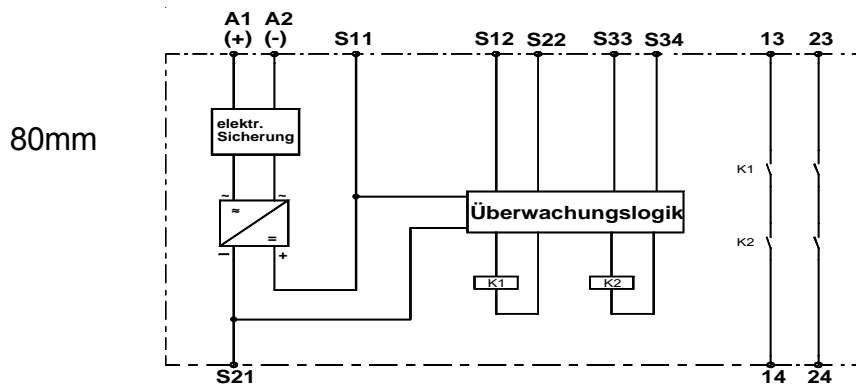 A1 A2
(+) (-) S11 S12 S22 S33 S34 13 23
80mm
elektr.
Sicherung
~ ~
≈
=
− +
K1
Überwachungslogik
K2
K1 K2
S21 14 24